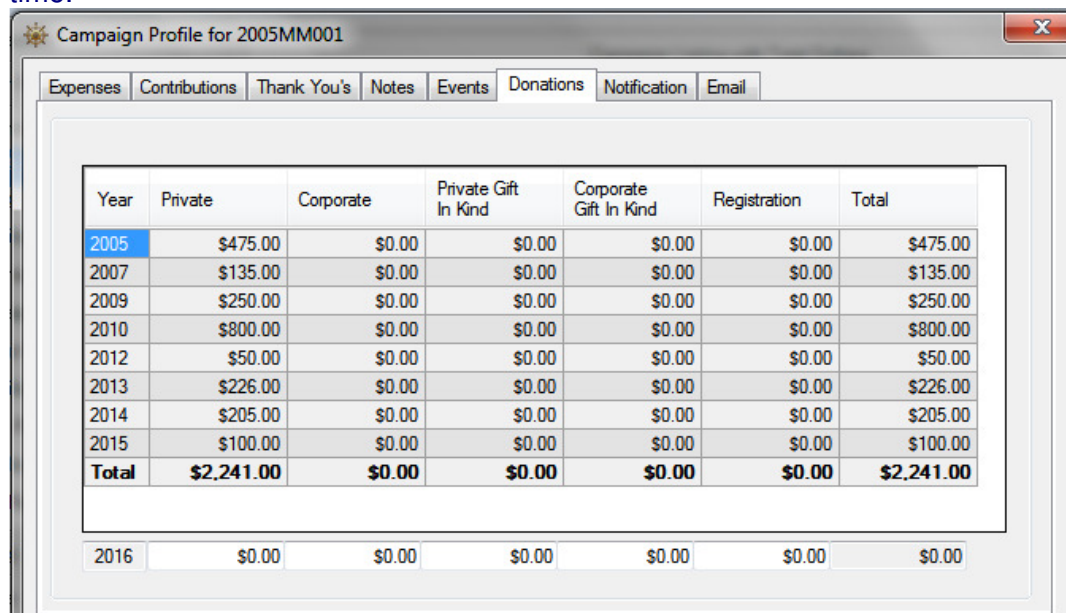 time.
Campaign Profile for 2005MM001
X
Expenses Contributions Thank You's Notes Events Donations Notification Email
Year Private Corporate Private Gift In Kind Corporate Gift In Kind Registration Total
2005 $475.00 $0.00 $0.00 $0.00 $0.00 $475.00
2007 $135.00 $0.00 $0.00 $0.00 $0.00 $135.00
2009 $250.00 $0.00 $0.00 $0.00 $0.00 $250.00
2010 $800.00 $0.00 $0.00 $0.00 $0.00 $800.00
2012 $50.00 $0.00 $0.00 $0.00 $0.00 $50.00
2013 $226.00 $0.00 $0.00 $0.00 $0.00 $226.00
2014 $205.00 $0.00 $0.00 $0.00 $0.00 $205.00
2015 $100.00 $0.00 $0.00 $0.00 $0.00 $100.00
Total $2,241.00 $0.00 $0.00 $0.00 $0.00 $2,241.00
2016 $0.00 $0.00 $0.00 $0.00 $0.00 $0.00